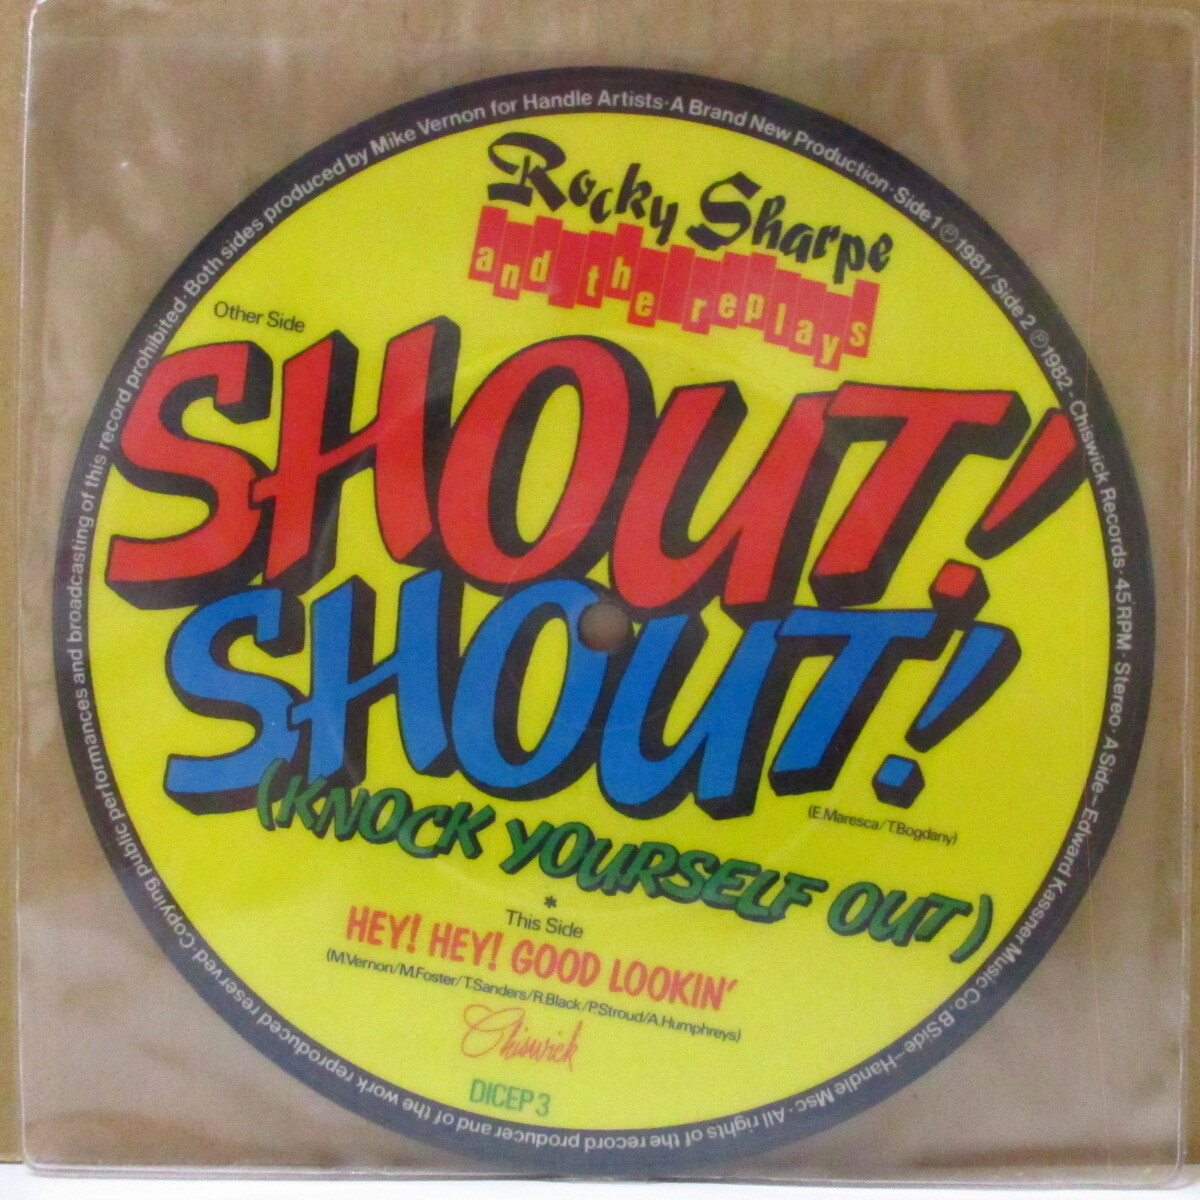 Rocky Sharpe
and the replays
Other Side
SHOUT!
SHOUT!
(KNOCK YOURSELF OUT)
(E.Maresca/T.Bogdany)
*
This Side
HEY! HEY! GOOD LOOKIN'
(M.Vernon/M.Foster/T.Sanders/R.Black/P.Stroud/A.Humphreys)
Chiswick
DICEP 3
Both sides produced by Mike Vernon for Handle Artists·A Brand New Production·Side 1 ℗1981/Side 2 ℗1982-Chiswick Records·45RPM·Stereo·A Side–Edward Kassner Music Co. B Side–Handle Msc·All rights of the record producer and of the work reproduced reserved·Copying public performances and broadcasting of this record prohibited·